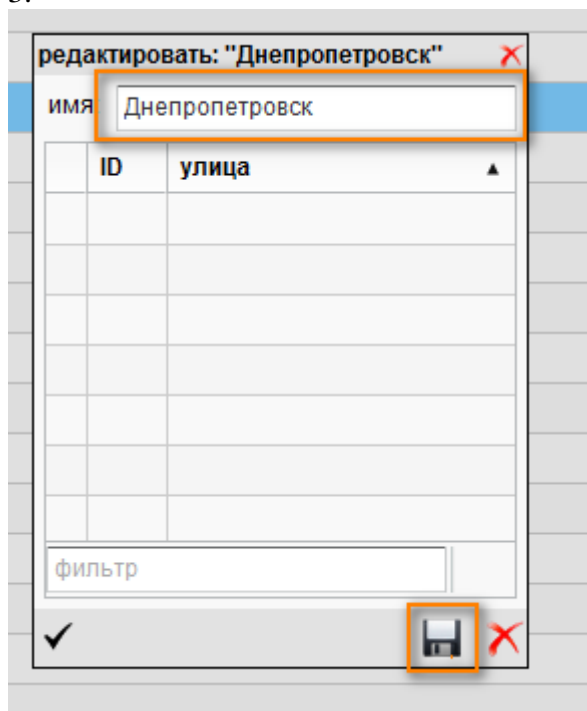 редактировать: "Днепропетровск"
имя Днепропетровск
ID улица
фильтр